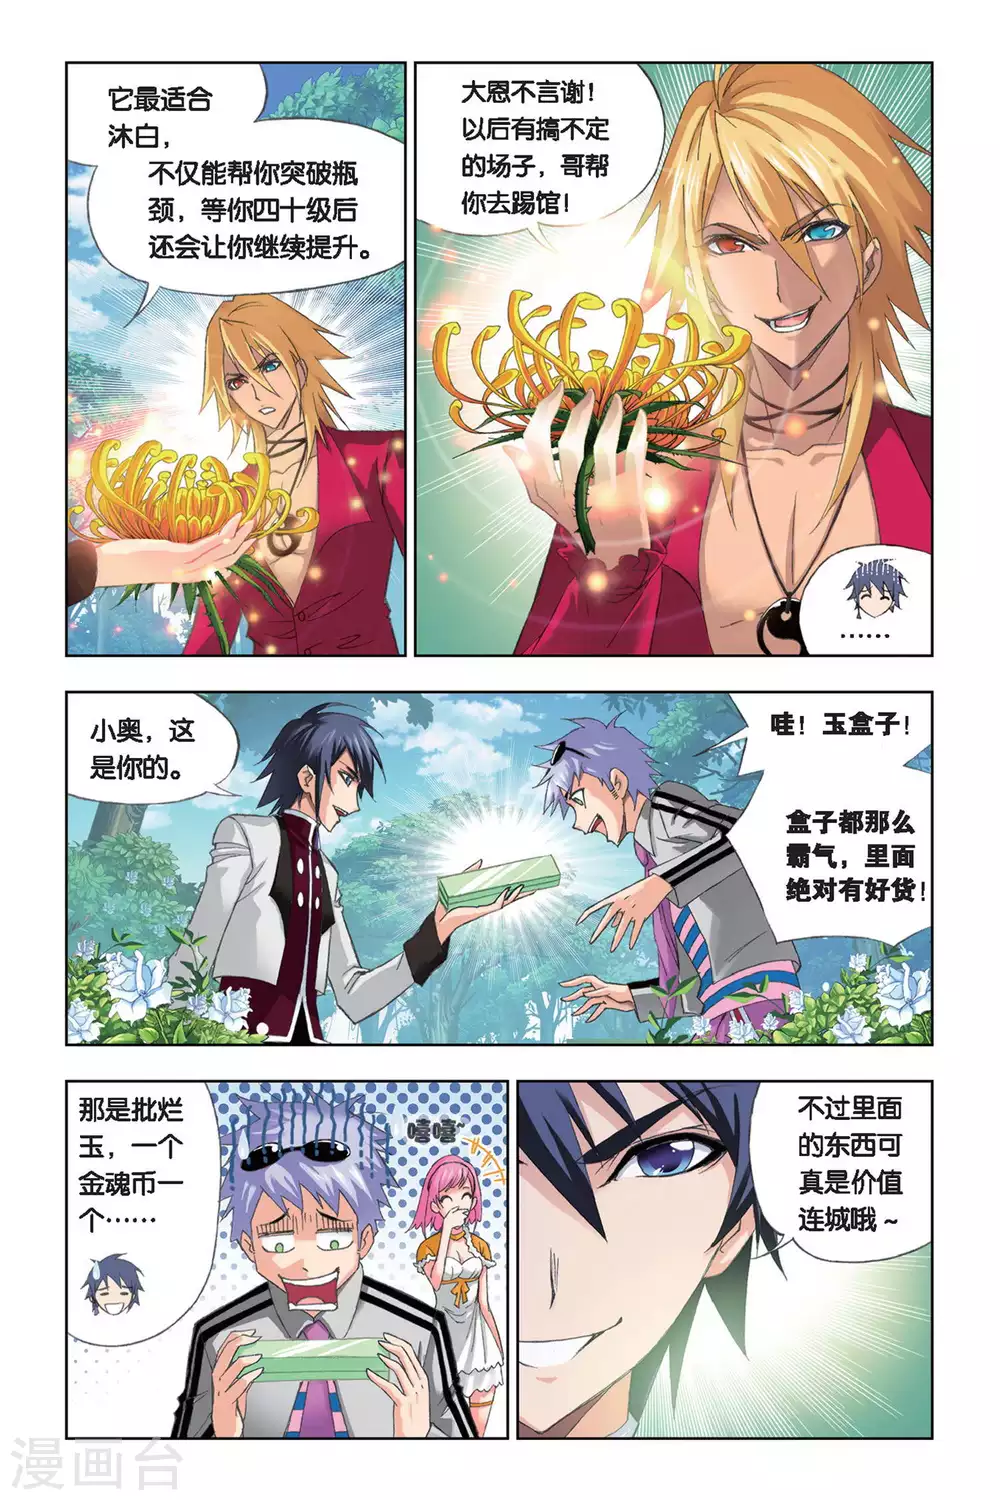 它最适合
沐白，
不仅能帮你突破瓶
颈，等你四十级后
还会让你继续提升。
大恩不言谢！
以后有搞不定
的场子，哥帮
你去踢馆！
……
小奥，这
是你的。
哇！玉盒子！
盒子都那么
霸气，里面
绝对有好货！
那是批烂
玉，一个
金魂币一
个……
嘻嘻~
不过里面
的东西可
真是价值
连城哦～
漫画台